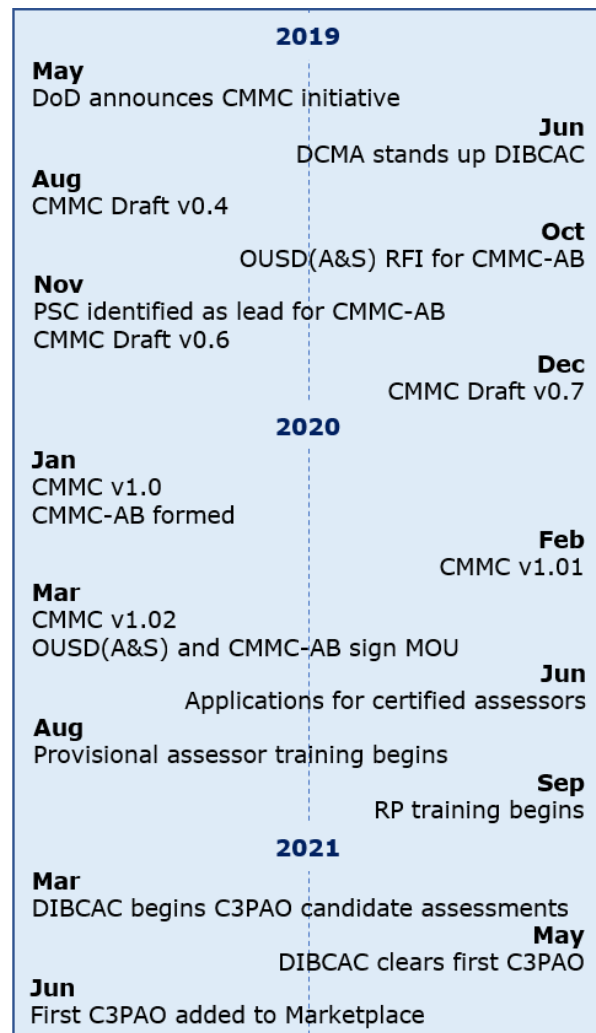 2019
May
DoD announces CMMC initiative
Jun
DCMA stands up DIBCAC
Aug
CMMC Draft v0.4
Oct
OUSD(A&S) RFI for CMMC-AB
Nov
PSC identified as lead for CMMC-AB
CMMC Draft v0.6
Dec
CMMC Draft v0.7
2020
Jan
CMMC v1.0
CMMC-AB formed
Feb
CMMC v1.01
Mar
CMMC v1.02
OUSD(A&S) and CMMC-AB sign MOU
Jun
Applications for certified assessors
Aug
Provisional assessor training begins
Sep
RP training begins
2021
Mar
DIBCAC begins C3PAO candidate assessments
May
DIBCAC clears first C3PAO
Jun
First C3PAO added to Marketplace